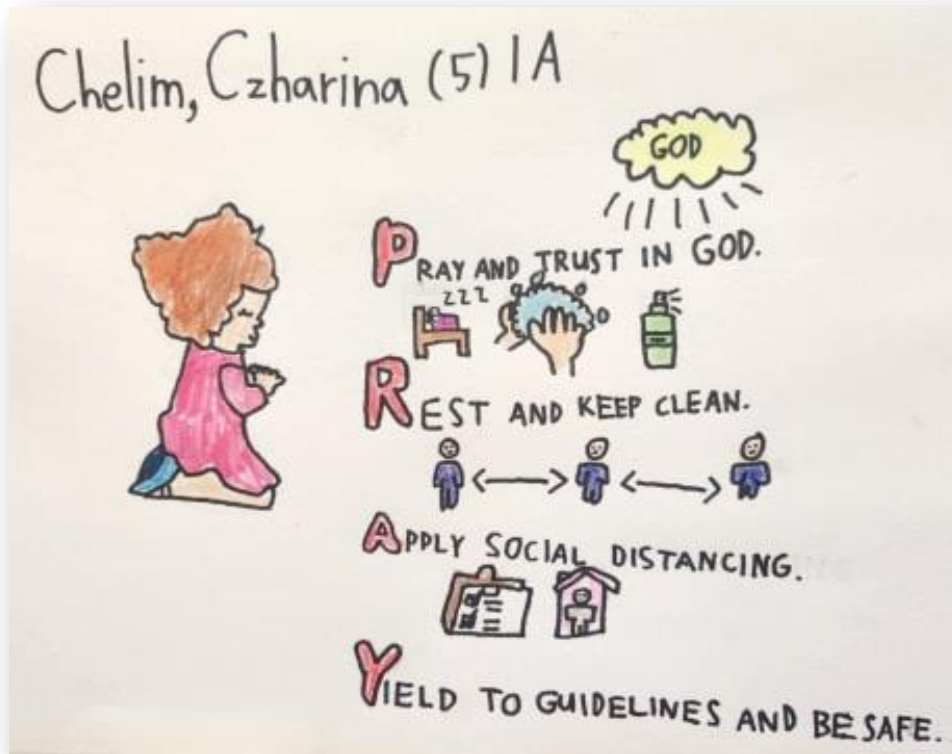 Chelim, Czharina (5) 1A
GOD
PRAY AND TRUST IN GOD.
zzz
REST AND KEEP CLEAN.
APPLY SOCIAL DISTANCING.
YIELD TO GUIDELINES AND BE SAFE.